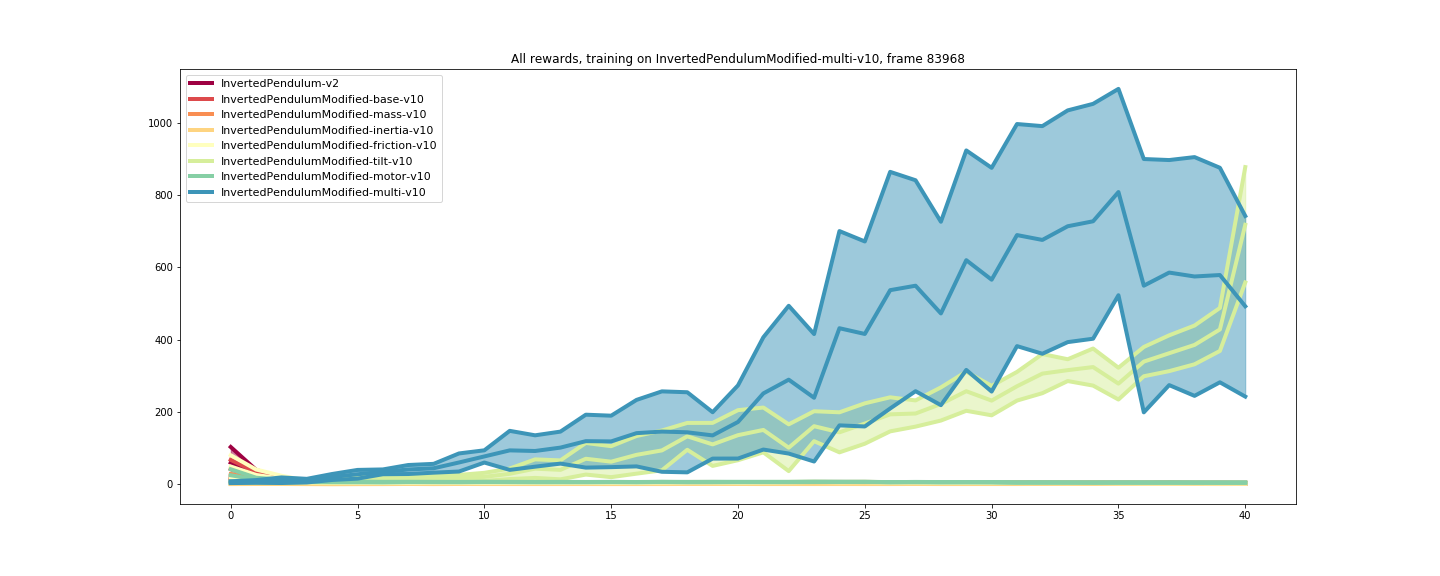 All rewards, training on InvertedPendulumModified-multi-v10, frame 83968
InvertedPendulum-v2
InvertedPendulumModified-base-v10
InvertedPendulumModified-mass-v10
InvertedPendulumModified-inertia-v10
InvertedPendulumModified-friction-v10
InvertedPendulumModified-tilt-v10
InvertedPendulumModified-motor-v10
InvertedPendulumModified-multi-v10
1000
800
600
400
200
0
0 5 10 15 20 25 30 35 40